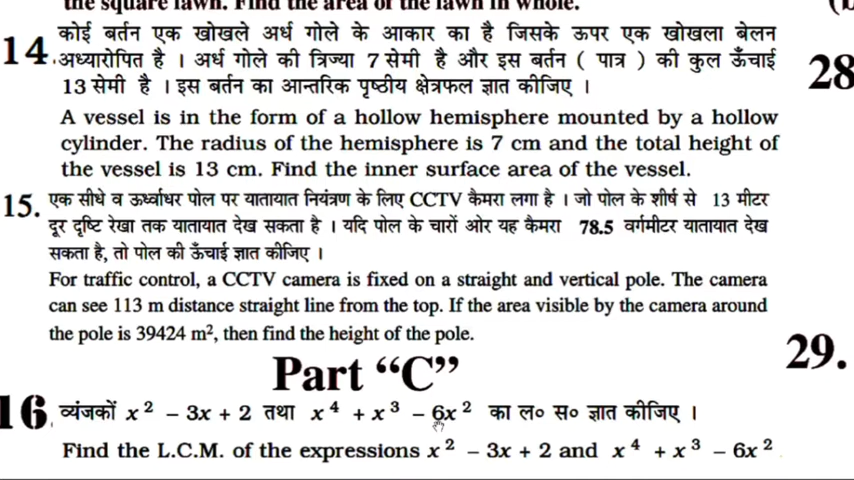 the square lawn. Find the area of the lawn in whole.
14. कोई बर्तन एक खोखले अर्ध गोले के आकार का है जिसके ऊपर एक खोखला बेलन
अध्यारोपित है । अर्ध गोले की त्रिज्या 7 सेमी है और इस बर्तन ( पात्र ) की कुल ऊँचाई
13 सेमी है । इस बर्तन का आन्तरिक पृष्ठीय क्षेत्रफल ज्ञात कीजिए ।
A vessel is in the form of a hollow hemisphere mounted by a hollow
cylinder. The radius of the hemisphere is 7 cm and the total height of
the vessel is 13 cm. Find the inner surface area of the vessel.
15. एक सीधे व ऊर्ध्वाधर पोल पर यातायात नियंत्रण के लिए CCTV कैमरा लगा है । जो पोल के शीर्ष से 13 मीटर
दूर दृष्टि रेखा तक यातायात देख सकता है । यदि पोल के चारों ओर यह कैमरा 78.5 वर्गमीटर यातायात देख
सकता है, तो पोल की ऊँचाई ज्ञात कीजिए ।
For traffic control, a CCTV camera is fixed on a straight and vertical pole. The camera
can see 113 m distance straight line from the top. If the area visible by the camera around
the pole is 39424 m², then find the height of the pole.
Part “C”
16. व्यंजकों x² – 3x + 2 तथा x⁴ + x³ – 6x² का ल० स० ज्ञात कीजिए ।
Find the L.C.M. of the expressions x² – 3x + 2 and x⁴ + x³ – 6x²
28
29.